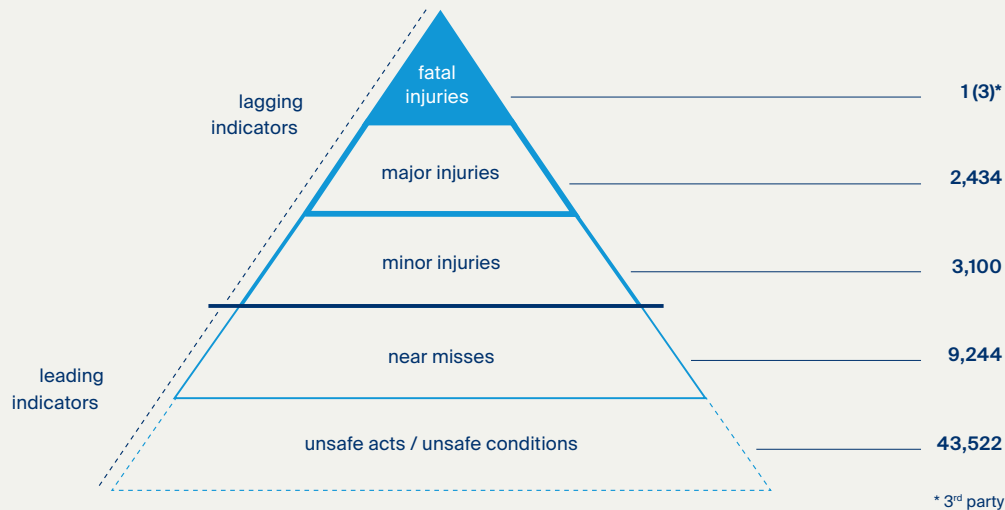 fatal
injuries
1 (3)*
lagging
indicators
major injuries
2,434
minor injuries
3,100
near misses
9,244
leading
indicators
unsafe acts / unsafe conditions
43,522
* 3rd party